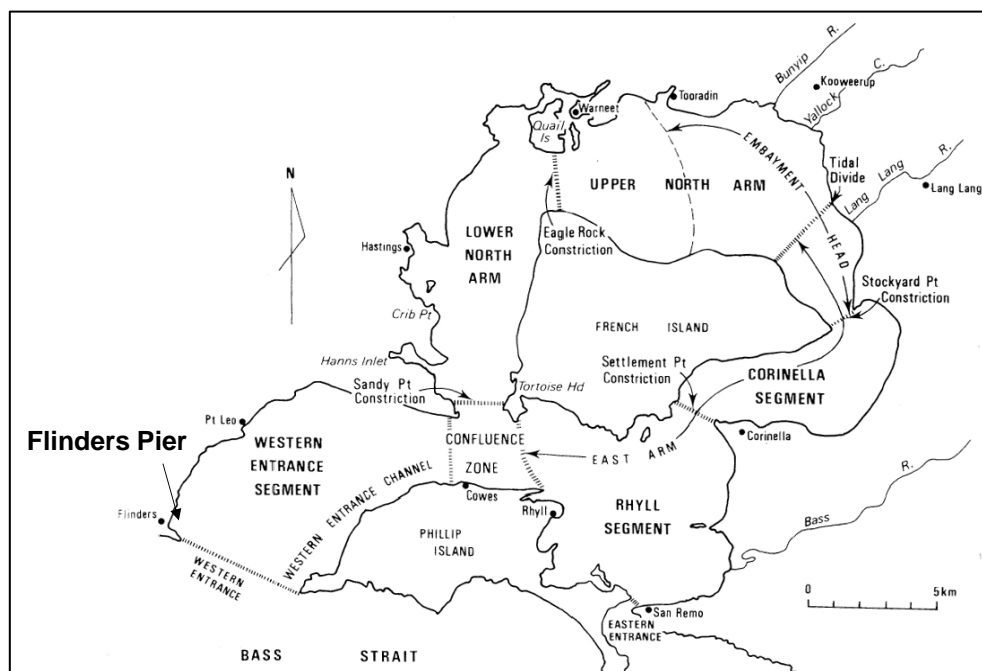 Bunyip R.
Kooweerup
Yallock C.
Tooradin
Warneet
Quail
Is
EMBAYMENT HEAD
Tidal
Divide
Lang Lang R.
Lang Lang
UPPER NORTH ARM
N
LOWER
NORTH
ARM
Eagle Rock
Constriction
Hastings
Stockyard Pt
Constriction
Crib Pt
FRENCH ISLAND
Hanns Inlet
Settlement Pt
Constriction
Sandy Pt
Constriction
Tortoise Hd
CORINELLA
SEGMENT
Pt Leo
Flinders Pier
WESTERN
ENTRANCE
SEGMENT
CONFLUENCE
ZONE
EAST ARM
Corinella
WESTERN ENTRANCE CHANNEL
Cowes
Rhyll
RHYLL
SEGMENT
Bass R.
Flinders
PHILLIP
ISLAND
WESTERN
ENTRANCE
0 5km
San Remo
EASTERN
ENTRANCE
BASS STRAIT